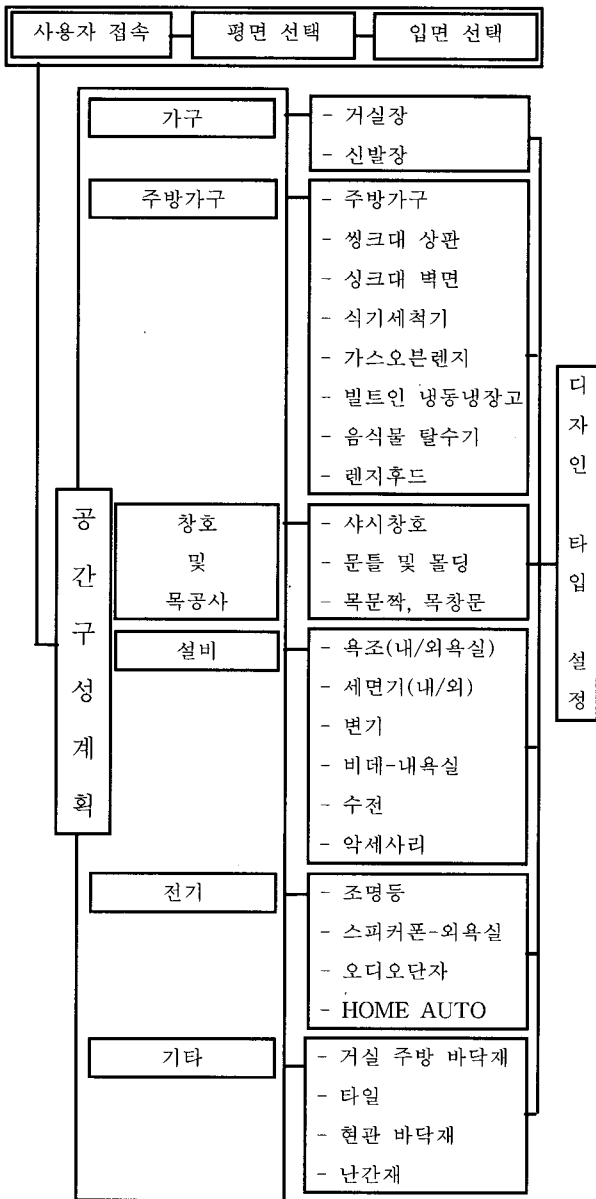 사용자 접속 평면 선택 입면 선택
가구
- 거실장
- 신발장
주방가구
- 주방가구
- 씽크대 상판
- 싱크대 벽면
- 식기세척기
- 가스오븐렌지
- 빌트인 냉동냉장고
- 음식물 탈수기
- 렌지후드
창호
및
목공사
- 샤시창호
- 문틀 및 몰딩
- 목문짝, 목창문
설비
- 욕조(내/외욕실)
- 세면기(내/외)
- 변기
- 비데-내욕실
- 수전
- 악세사리
전기
- 조명등
- 스피커폰-외욕실
- 오디오단자
- HOME AUTO
기타
- 거실 주방 바닥재
- 타일
- 현관 바닥재
- 난간재
공간구성계획
디자인 타입 설정